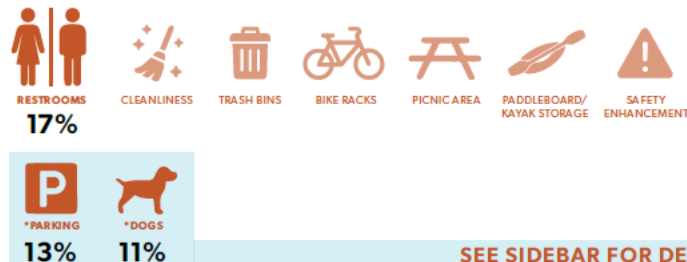 RESTROOMS
17%
CLEANLINESS
TRASH BINS
BIKE RACKS
PICNIC AREA
PADDLEBOARD/
KAYAK STORAGE
SAFETY
ENHANCEMENT
P
*PARKING
13%
*DOGS
11%
SEE SIDEBAR FOR DE